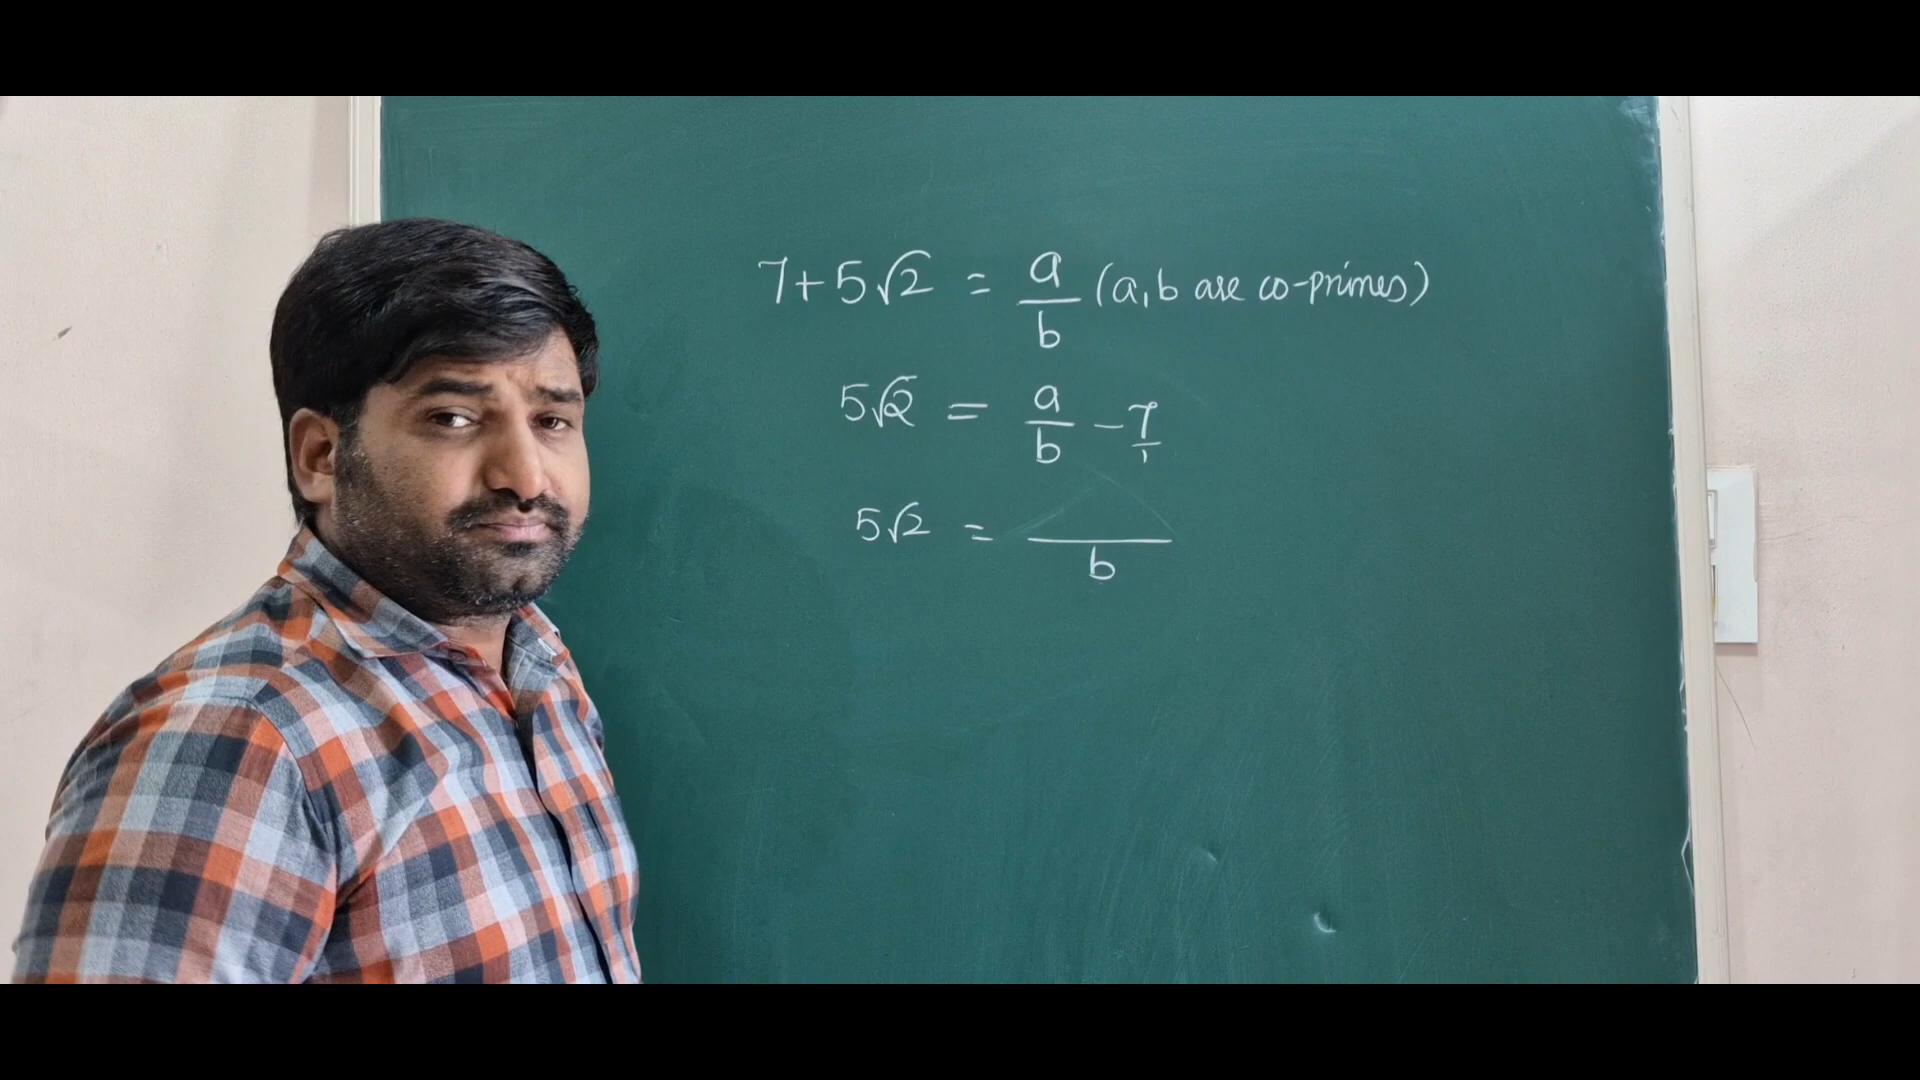 7+5√2 = a/b (a,b are co-primes)
5√2 = a/b - 7/1
5√2 = /b